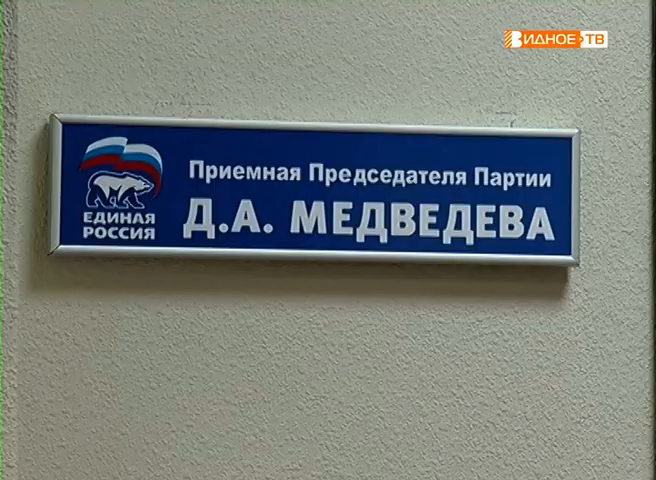 ВИДНОЕ-ТВ
Приемная Председателя Партии
Д.А. МЕДВЕДЕВА
ЕДИНАЯ
РОССИЯ